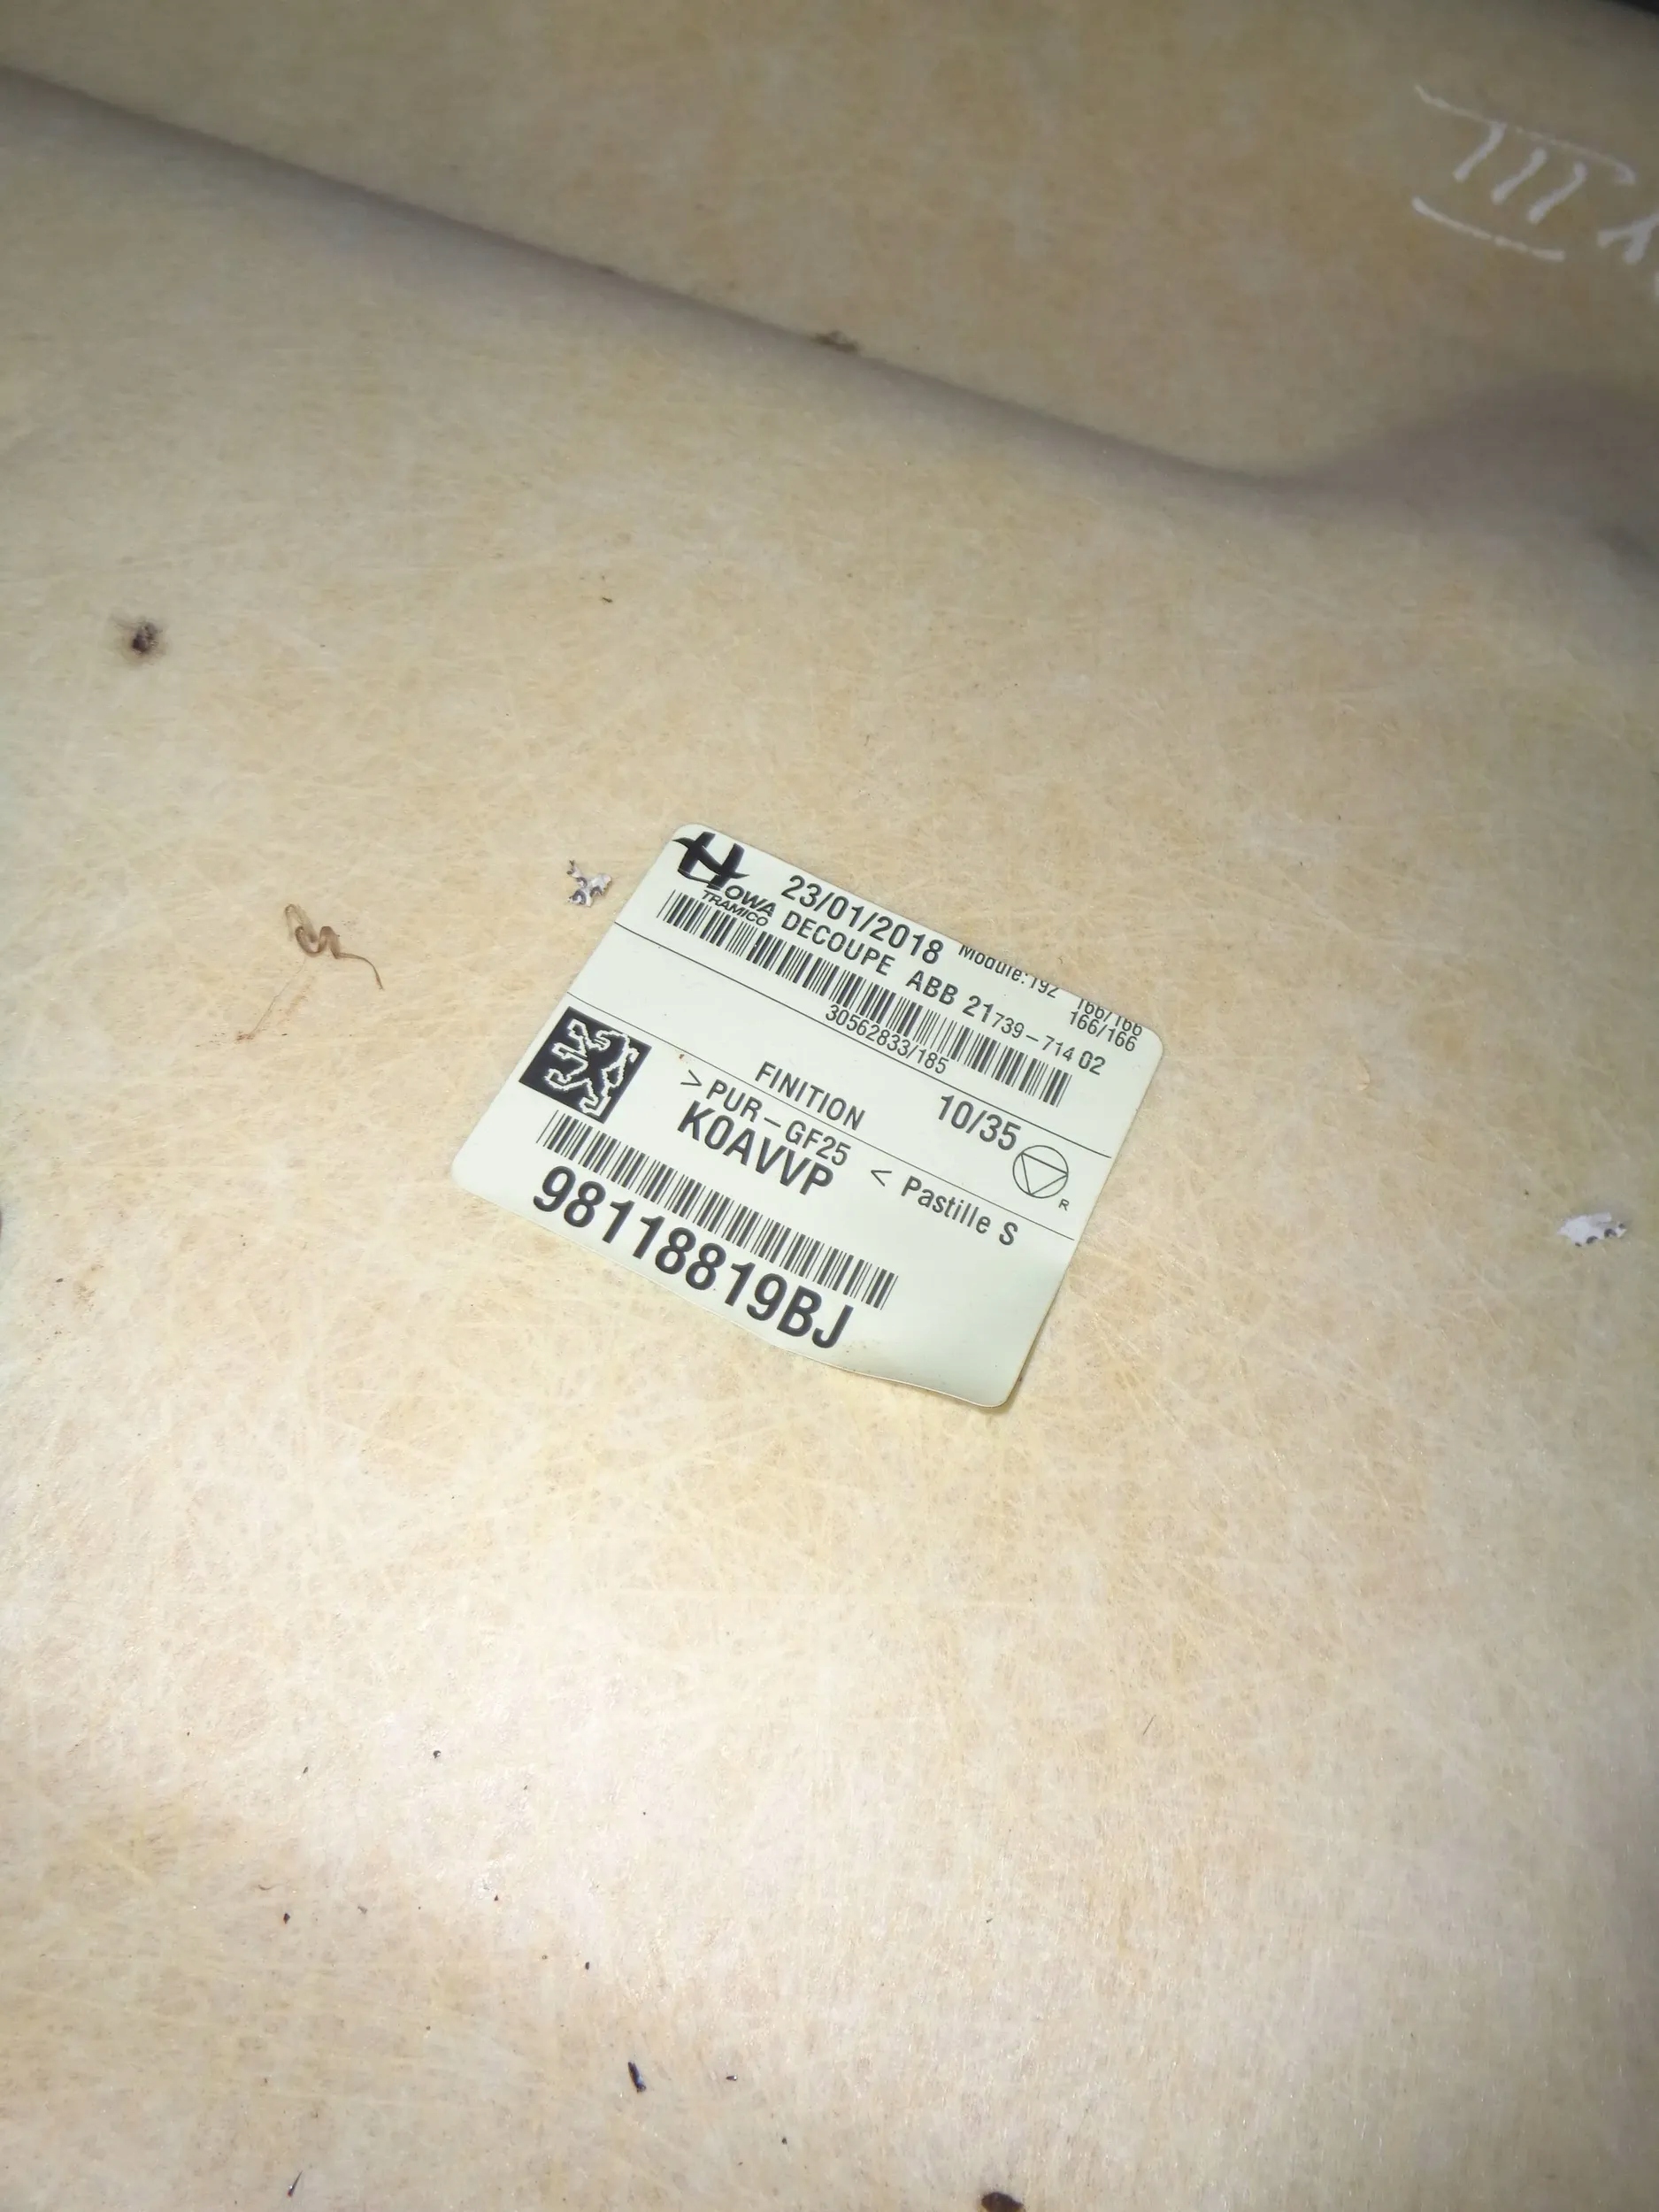 HOWA
TRAMICO
23/01/2018
Module:192 166/166
DECOUPE ABB 21739-714 02 166/166
30562833/185
FINITION 10/35
>PUR-GF25 < Pastille S
K0AVVP
R
98118819BJ
III